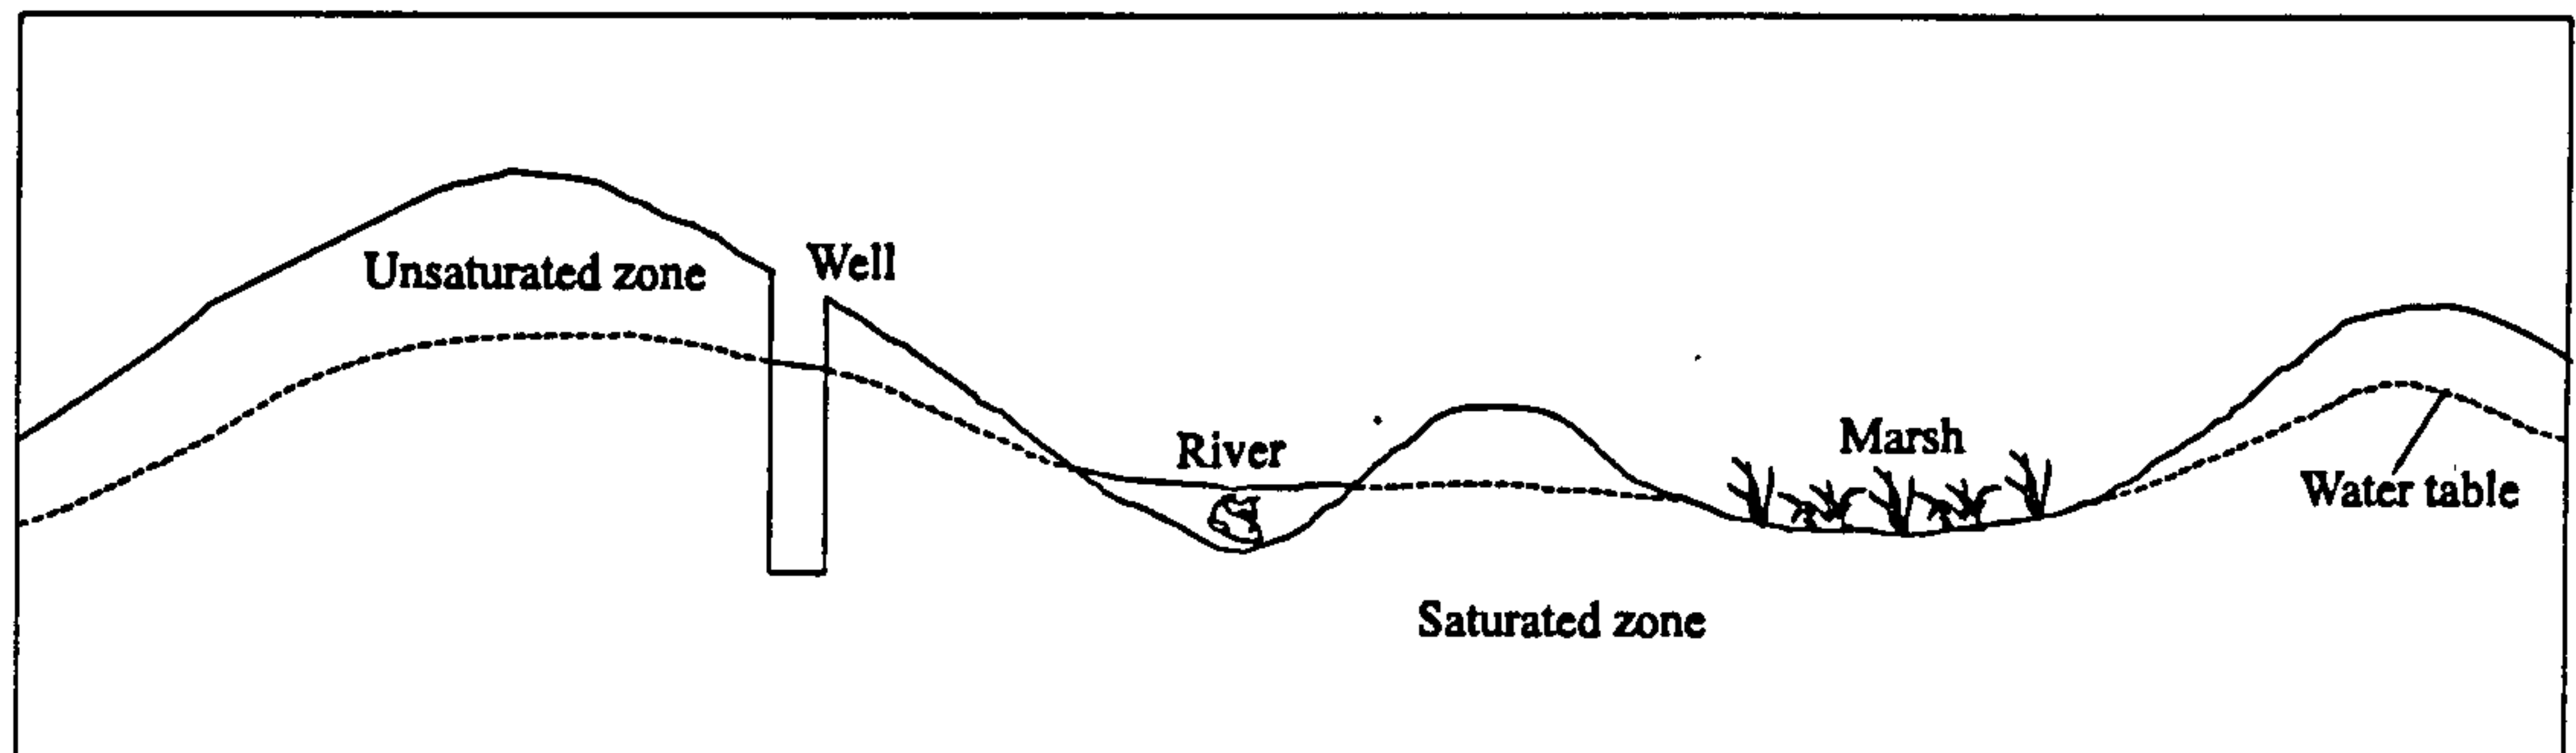 Unsaturated zone
Well
River
Marsh
Water table
Saturated zone